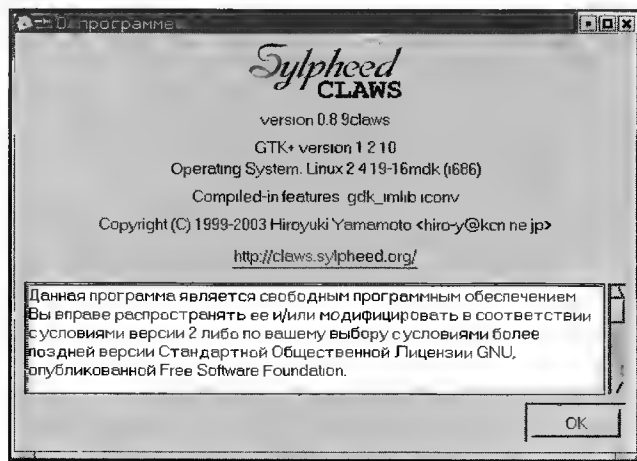 О программе
Sylpheed
CLAWS
version 0.8 9claws
GTK+ version 1 2 10
Operating System. Linux 2 4 19-16mdk (i686)
Compiled-in features gdk_imlib iconv
Copyright (C) 1999-2003 Hiroyuki Yamamoto <hiro-y@kcn ne jp>
http://claws.sylpheed.org/
Данная программа является свободным программным обеспечением
Вы вправе распространять ее и/или модифицировать в соответствии
с условиями версии 2 либо по вашему выбору с условиями более
поздней версии Стандартной Общественной Лицензии GNU,
опубликованной Free Software Foundation.
OK